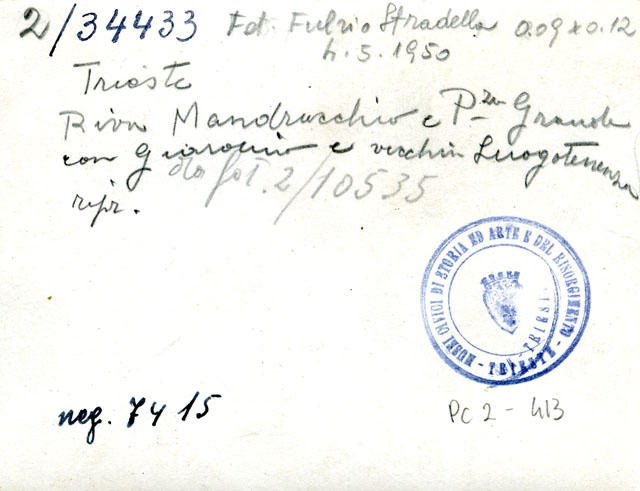 2/34433 Fot. Fulvio Stradella 0.09x0.12
4.5.1950
Trieste
Riva Mandracchio e P.za Grande
con Giardino e vecchia Luogotenenza
da fot. 2/10535
ripr.
MUSEI CIVICI DI STORIA ED ARTE E DEL RISORGIMENTO
- TRIESTE -
neg. 7415
PC 2 - 413